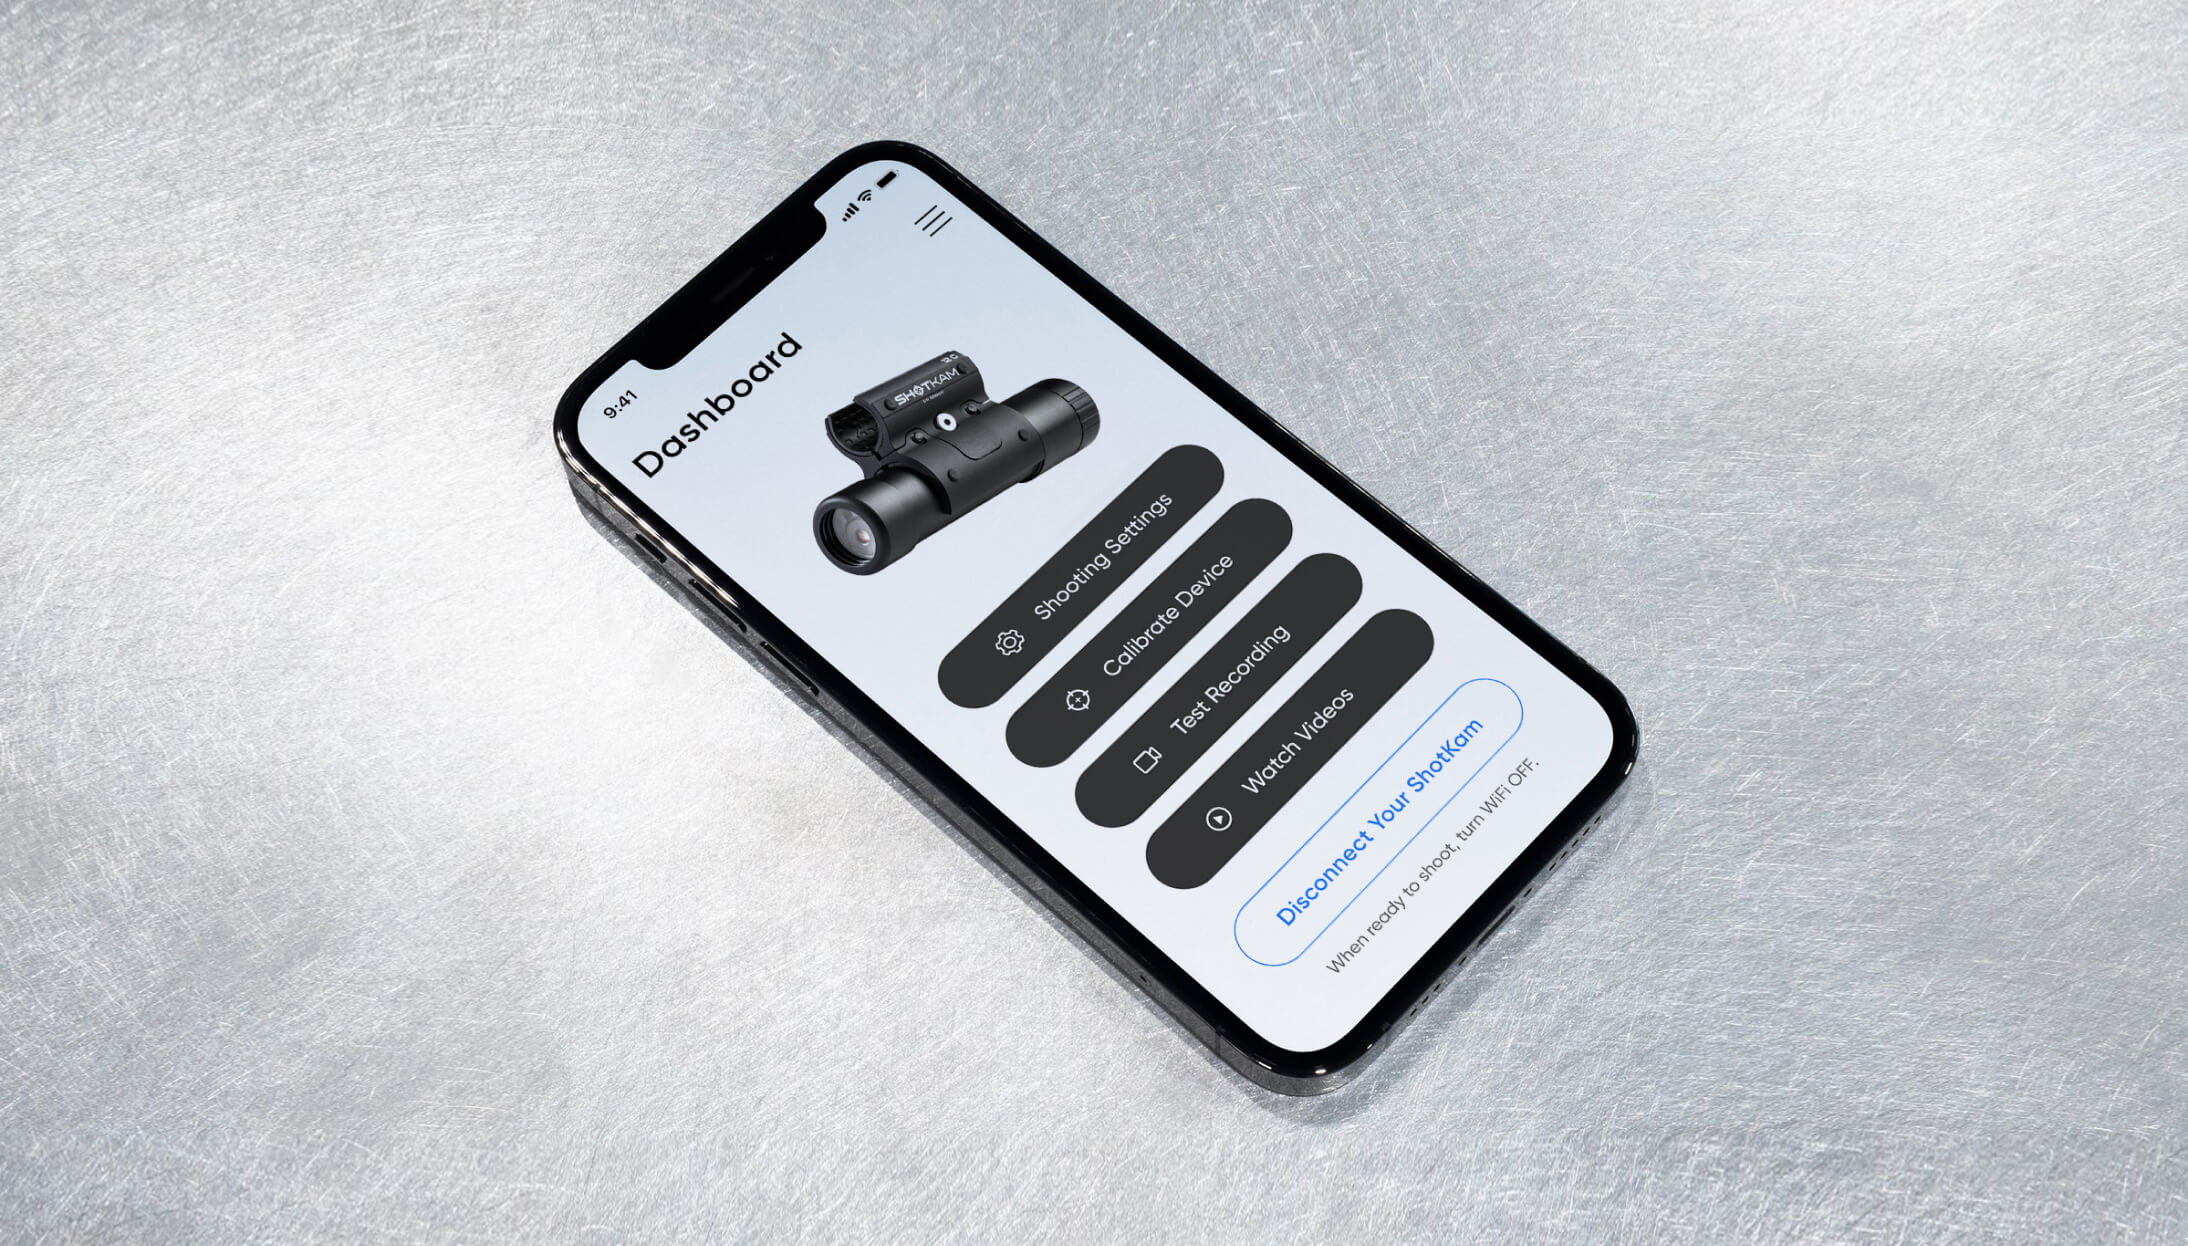 9:41
Dashboard
SHOTKAM
12 G
Shooting Settings
Calibrate Device
Test Recording
Watch Videos
Disconnect Your ShotKam
When ready to shoot, turn WiFi OFF.